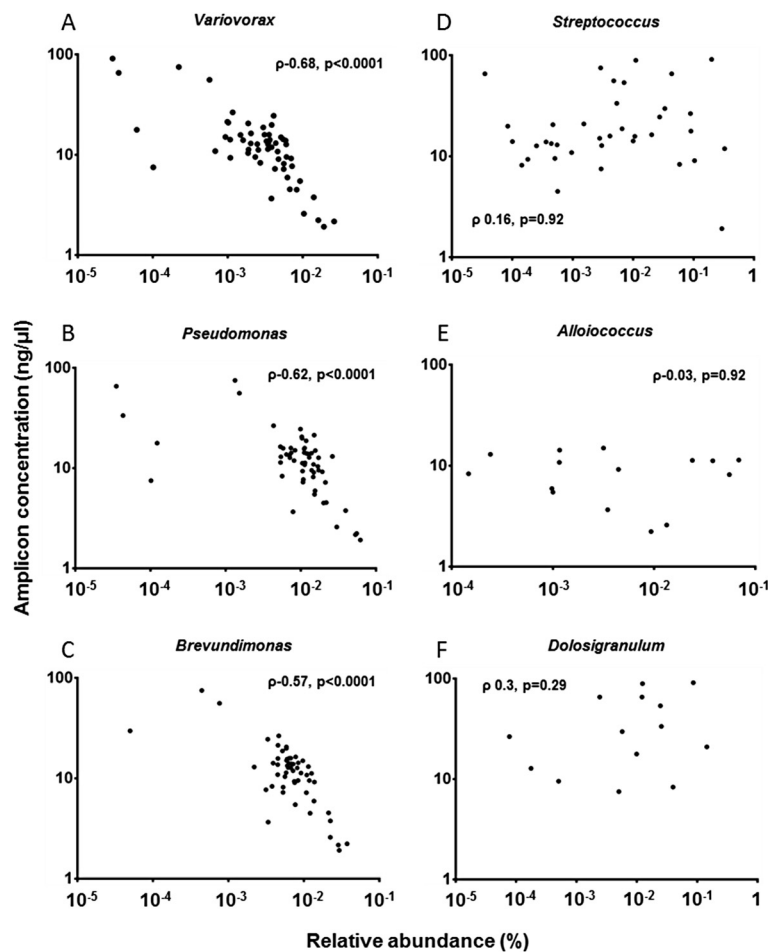 A
Variovorax
ρ-0.68, p<0.0001
100
10
1
10-5
10-4
10-3
10-2
10-1
D
Streptococcus
ρ 0.16, p=0.92
100
10
1
10-5
10-4
10-3
10-2
10-1
1
B
Pseudomonas
ρ-0.62, p<0.0001
100
10
1
10-5
10-4
10-3
10-2
10-1
E
Alloiococcus
ρ-0.03, p=0.92
100
10
1
10-4
10-3
10-2
10-1
C
Brevundimonas
ρ-0.57, p<0.0001
100
10
1
10-5
10-4
10-3
10-2
10-1
F
Dolosigranulum
ρ 0.3, p=0.29
100
10
1
10-5
10-4
10-3
10-2
10-1
1
Amplicon concentration (ng/µl)
Relative abundance (%)